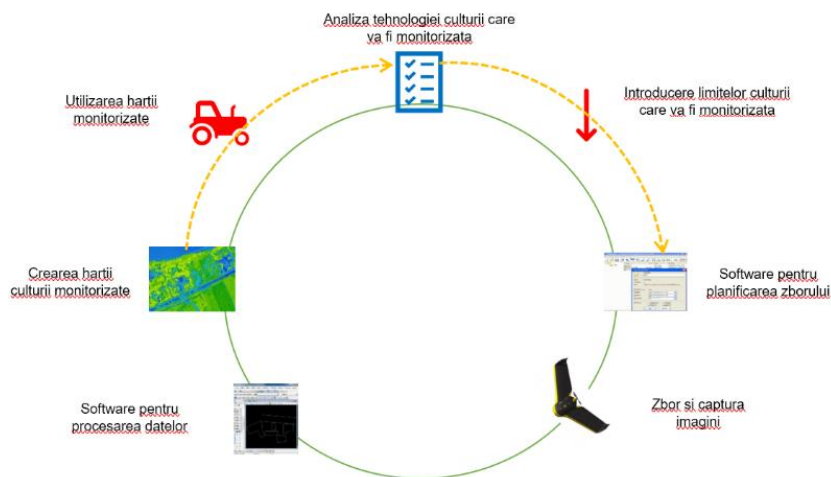 Analiza tehnologiei culturii care
va fi monitorizata
Utilizarea hartii
monitorizate
Introducere limitelor culturii
care va fi monitorizata
Crearea hartii
culturii monitorizate
Software pentru
planificarea zborului
Software pentru
procesarea datelor
Zbor si captura
imagini